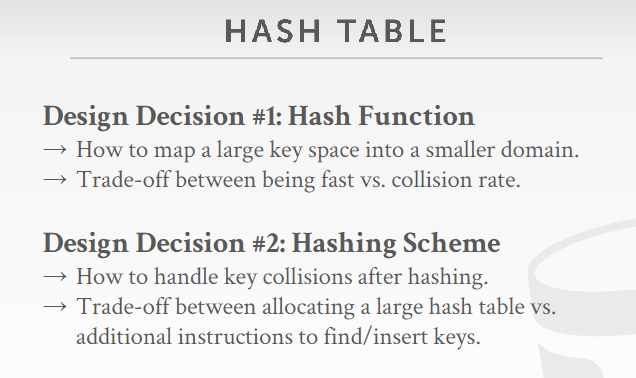 HASH TABLE
Design Decision #1: Hash Function
→ How to map a large key space into a smaller domain.
→ Trade-off between being fast vs. collision rate.
Design Decision #2: Hashing Scheme
→ How to handle key collisions after hashing.
→ Trade-off between allocating a large hash table vs.
additional instructions to find/insert keys.